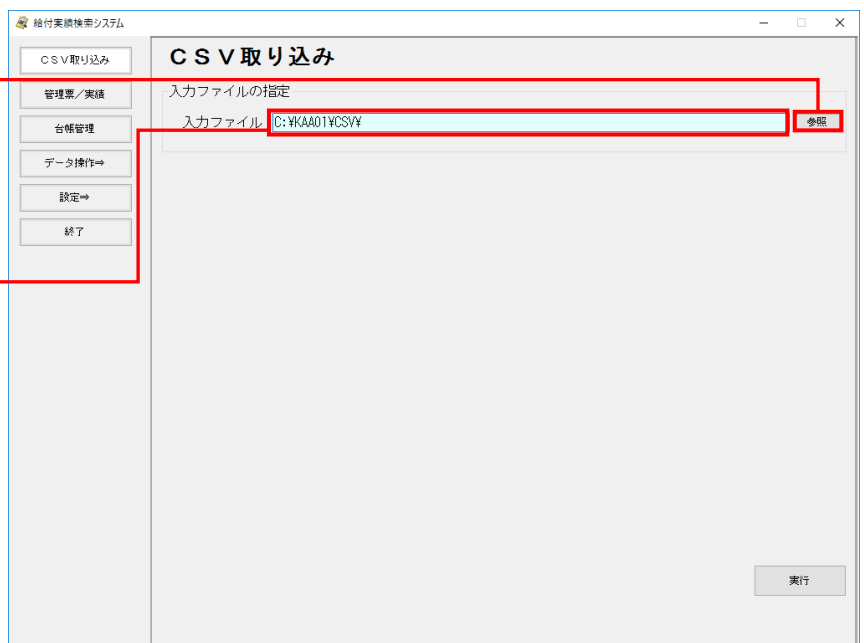 給付実績検索システム
ＣＳＶ取り込み
管理票／実績
台帳管理
データ操作⇒
設定⇒
終了
ＣＳＶ取り込み
入力ファイルの指定
入力ファイル C:¥KAA01¥CSV¥ 参照
実行